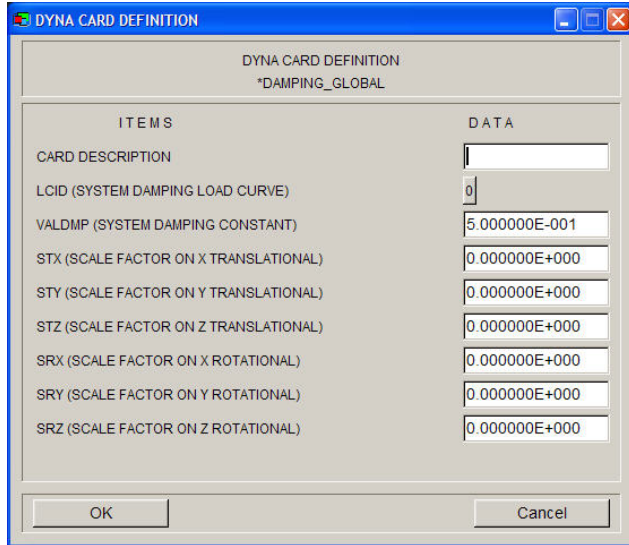 DYNA CARD DEFINITION
DYNA CARD DEFINITION
*DAMPING_GLOBAL
ITEMS DATA
CARD DESCRIPTION
LCID (SYSTEM DAMPING LOAD CURVE) 0
VALDMP (SYSTEM DAMPING CONSTANT) 5.000000E-001
STX (SCALE FACTOR ON X TRANSLATIONAL) 0.000000E+000
STY (SCALE FACTOR ON Y TRANSLATIONAL) 0.000000E+000
STZ (SCALE FACTOR ON Z TRANSLATIONAL) 0.000000E+000
SRX (SCALE FACTOR ON X ROTATIONAL) 0.000000E+000
SRY (SCALE FACTOR ON Y ROTATIONAL) 0.000000E+000
SRZ (SCALE FACTOR ON Z ROTATIONAL) 0.000000E+000
OK Cancel